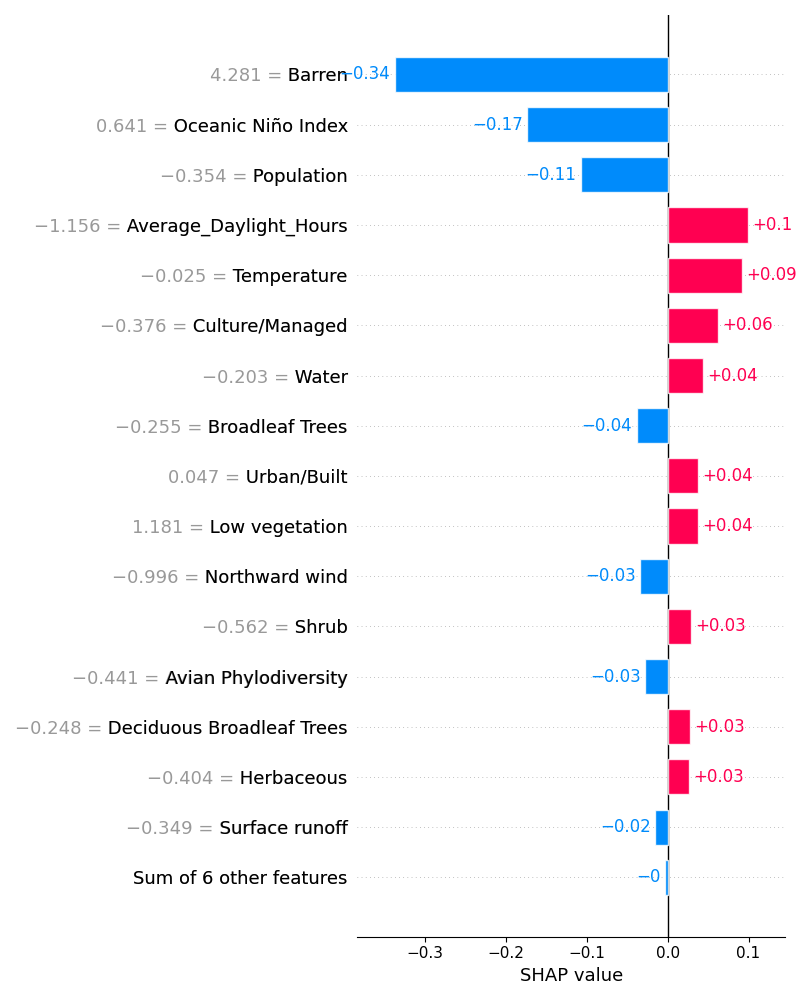 4.281 = Barren −0.34
0.641 = Oceanic Niño Index −0.17
−0.354 = Population −0.11
−1.156 = Average_Daylight_Hours +0.1
−0.025 = Temperature +0.09
−0.376 = Culture/Managed +0.06
−0.203 = Water +0.04
−0.255 = Broadleaf Trees −0.04
0.047 = Urban/Built +0.04
1.181 = Low vegetation +0.04
−0.996 = Northward wind −0.03
−0.562 = Shrub +0.03
−0.441 = Avian Phylodiversity −0.03
−0.248 = Deciduous Broadleaf Trees +0.03
−0.404 = Herbaceous +0.03
−0.349 = Surface runoff −0.02
Sum of 6 other features −0
−0.3 −0.2 −0.1 0.0 0.1
SHAP value